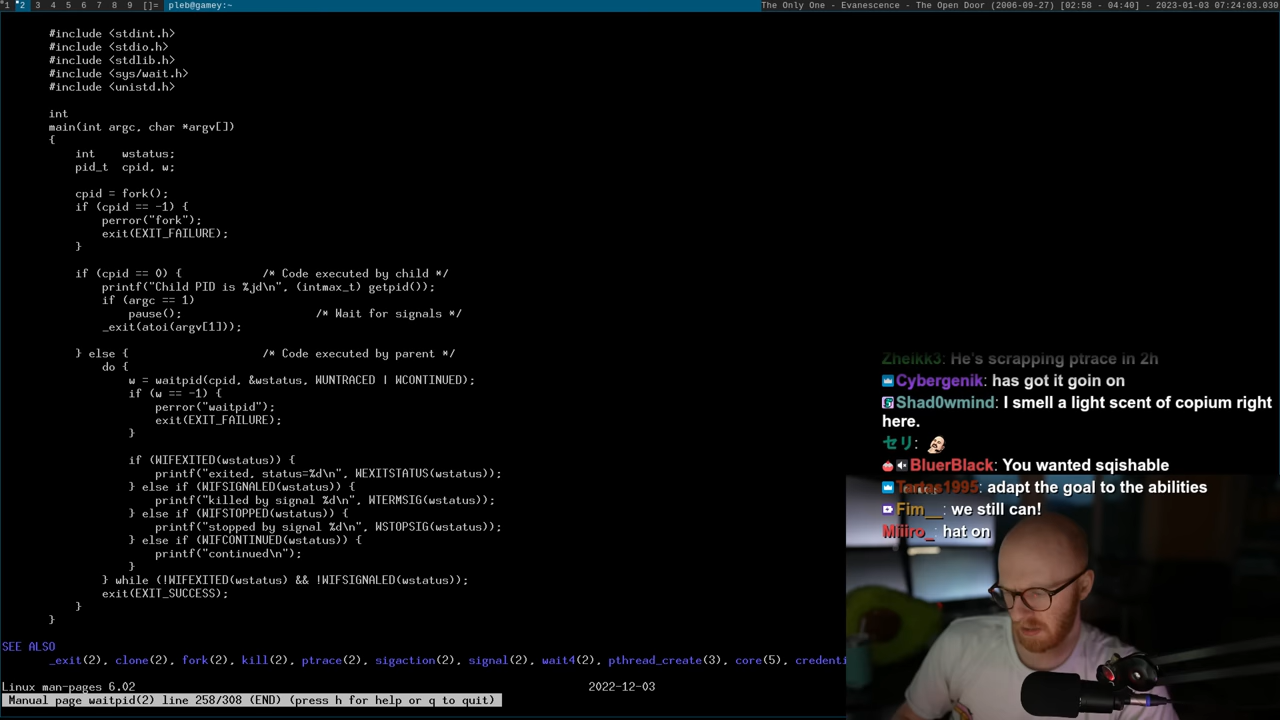 1 2 3 4 5 6 7 8 9 []= pleb@gamey:~ The Only One - Evanescence - The Open Door (2006-09-27) [02:58 - 04:40] - 2023-01-03 07:24:03.030
#include <stdint.h>
#include <stdio.h>
#include <stdlib.h>
#include <sys/wait.h>
#include <unistd.h>
int
main(int argc, char *argv[])
{
int    wstatus;
pid_t  cpid, w;
cpid = fork();
if (cpid == -1) {
perror("fork");
exit(EXIT_FAILURE);
}
if (cpid == 0) {            /* Code executed by child */
printf("Child PID is %jd\n", (intmax_t) getpid());
if (argc == 1)
pause();                    /* Wait for signals */
_exit(atoi(argv[1]));
} else {                    /* Code executed by parent */
do {
w = waitpid(cpid, &wstatus, WUNTRACED | WCONTINUED);
if (w == -1) {
perror("waitpid");
exit(EXIT_FAILURE);
}
if (WIFEXITED(wstatus)) {
printf("exited, status=%d\n", WEXITSTATUS(wstatus));
} else if (WIFSIGNALED(wstatus)) {
printf("killed by signal %d\n", WTERMSIG(wstatus));
} else if (WIFSTOPPED(wstatus)) {
printf("stopped by signal %d\n", WSTOPSIG(wstatus));
} else if (WIFCONTINUED(wstatus)) {
printf("continued\n");
}
} while (!WIFEXITED(wstatus) && !WIFSIGNALED(wstatus));
exit(EXIT_SUCCESS);
}
}
SEE ALSO
_exit(2), clone(2), fork(2), kill(2), ptrace(2), sigaction(2), signal(2), wait4(2), pthread_create(3), core(5), credenti
Linux man-pages 6.02 2022-12-03
Manual page waitpid(2) line 258/308 (END) (press h for help or q to quit)
Zheikk3: He's scrapping ptrace in 2h
Cybergenik: has got it goin on
Shad0wmind: I smell a light scent of copium right
here.
セリ:
BluerBlack: You wanted sqishable
Tartas1995: adapt the goal to the abilities
Fim__: we still can!
Miiro_: hat on